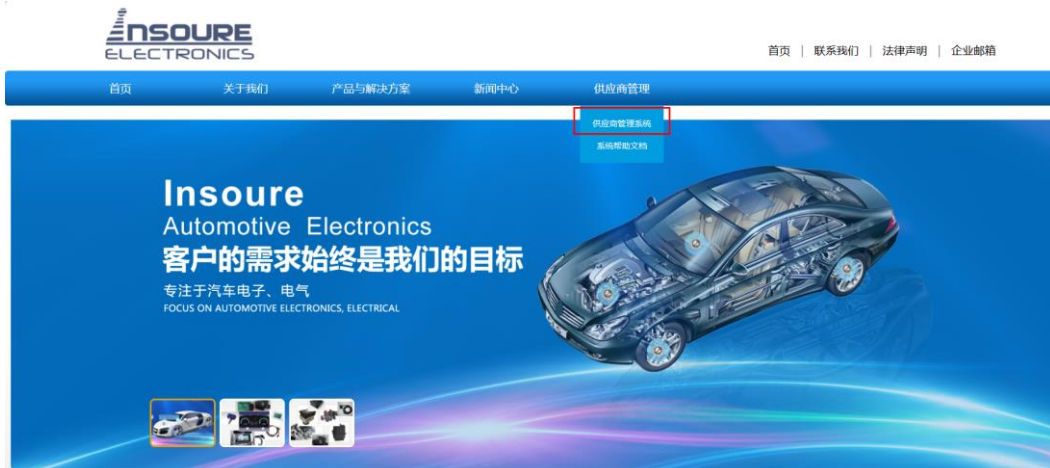 INSOURE
ELECTRONICS
首页 | 联系我们 | 法律声明 | 企业邮箱
首页 关于我们 产品与解决方案 新闻中心 供应商管理
供应商管理系统
系统帮助文档
Insoure
Automotive Electronics
客户的需求始终是我们的目标
专注于汽车电子、电气
FOCUS ON AUTOMOTIVE ELECTRONICS, ELECTRICAL